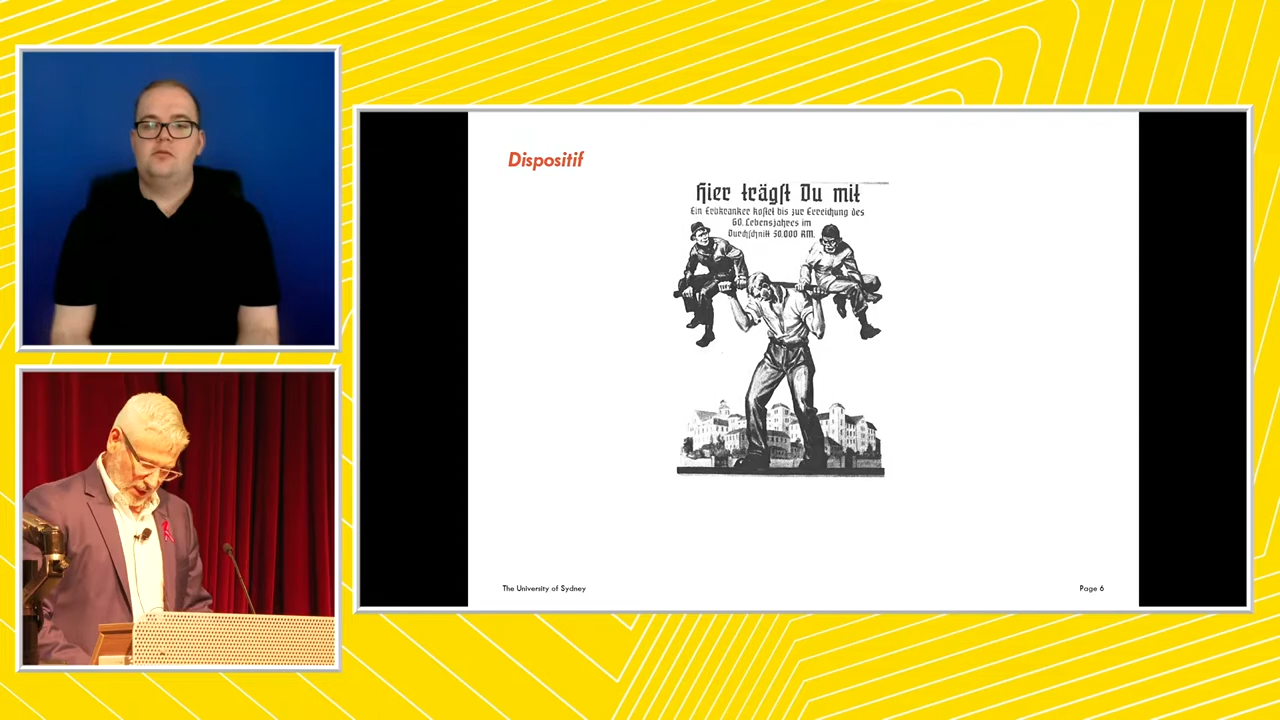 Dispositif
Hier trägst Du mit
Ein Erbkranker kostet bis zur Erreichung des
60. Lebensjahres im
Durchschnitt 50.000 RM.
The University of Sydney
Page 6